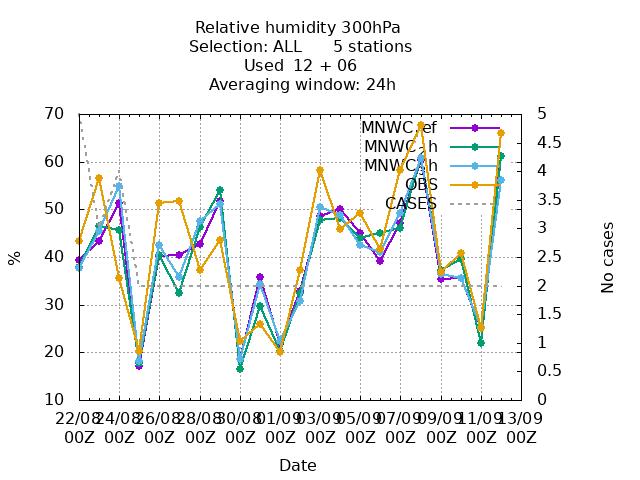 Relative humidity 300hPa
Selection: ALL 5 stations
Used 12 + 06
Averaging window: 24h
70
60
50
40
30
20
10
5
4.5
4
3.5
3
2.5
2
1.5
1
0.5
0
%
No cases
OBS
CASES
22/08 24/08 26/08 28/08 30/08 01/09 03/09 05/09 07/09 09/09 11/09 13/09
00Z 00Z 00Z 00Z 00Z 00Z 00Z 00Z 00Z 00Z 00Z 00Z
Date